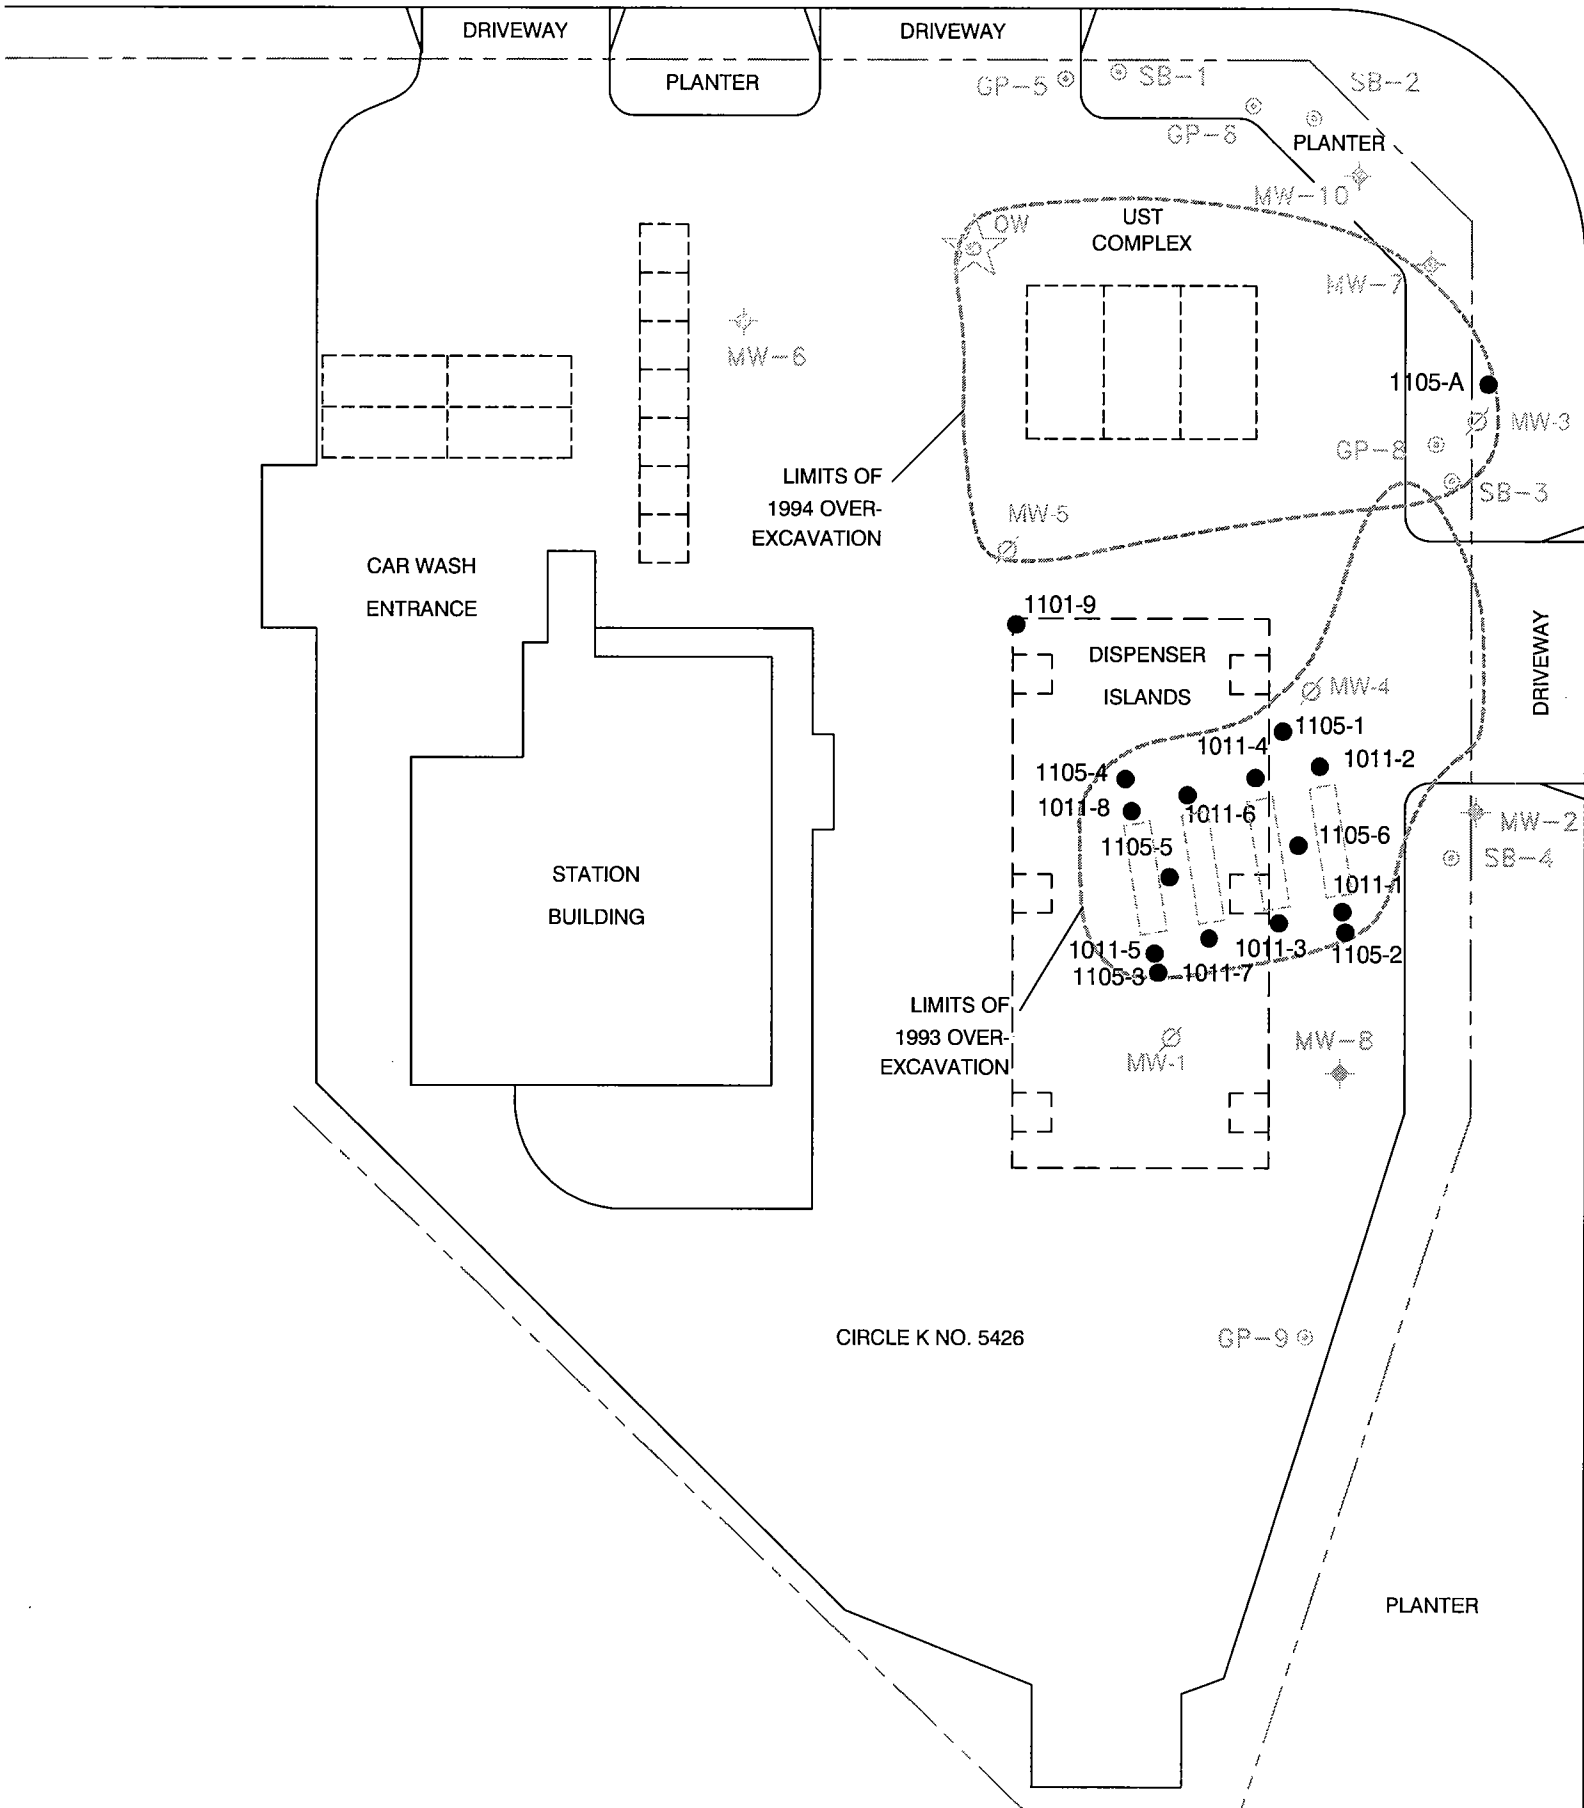 DRIVEWAY
DRIVEWAY
PLANTER
GP-5
SB-1
SB-2
GP-6
PLANTER
MW-10
OW
UST
COMPLEX
MW-7
MW-6
1105-A
MW-3
GP-8
SB-3
LIMITS OF
1994 OVER-
EXCAVATION
MW-5
CAR WASH
ENTRANCE
1101-9
DISPENSER
ISLANDS
DRIVEWAY
MW-4
1105-1
1011-4
1011-2
1105-4
1011-8
1011-6
MW-2
1105-5
1105-6
SB-4
STATION
BUILDING
1011-1
1011-5
1011-3
1105-2
1105-3
1011-7
LIMITS OF
1993 OVER-
EXCAVATION
MW-1
MW-8
CIRCLE K NO. 5426
GP-9
PLANTER